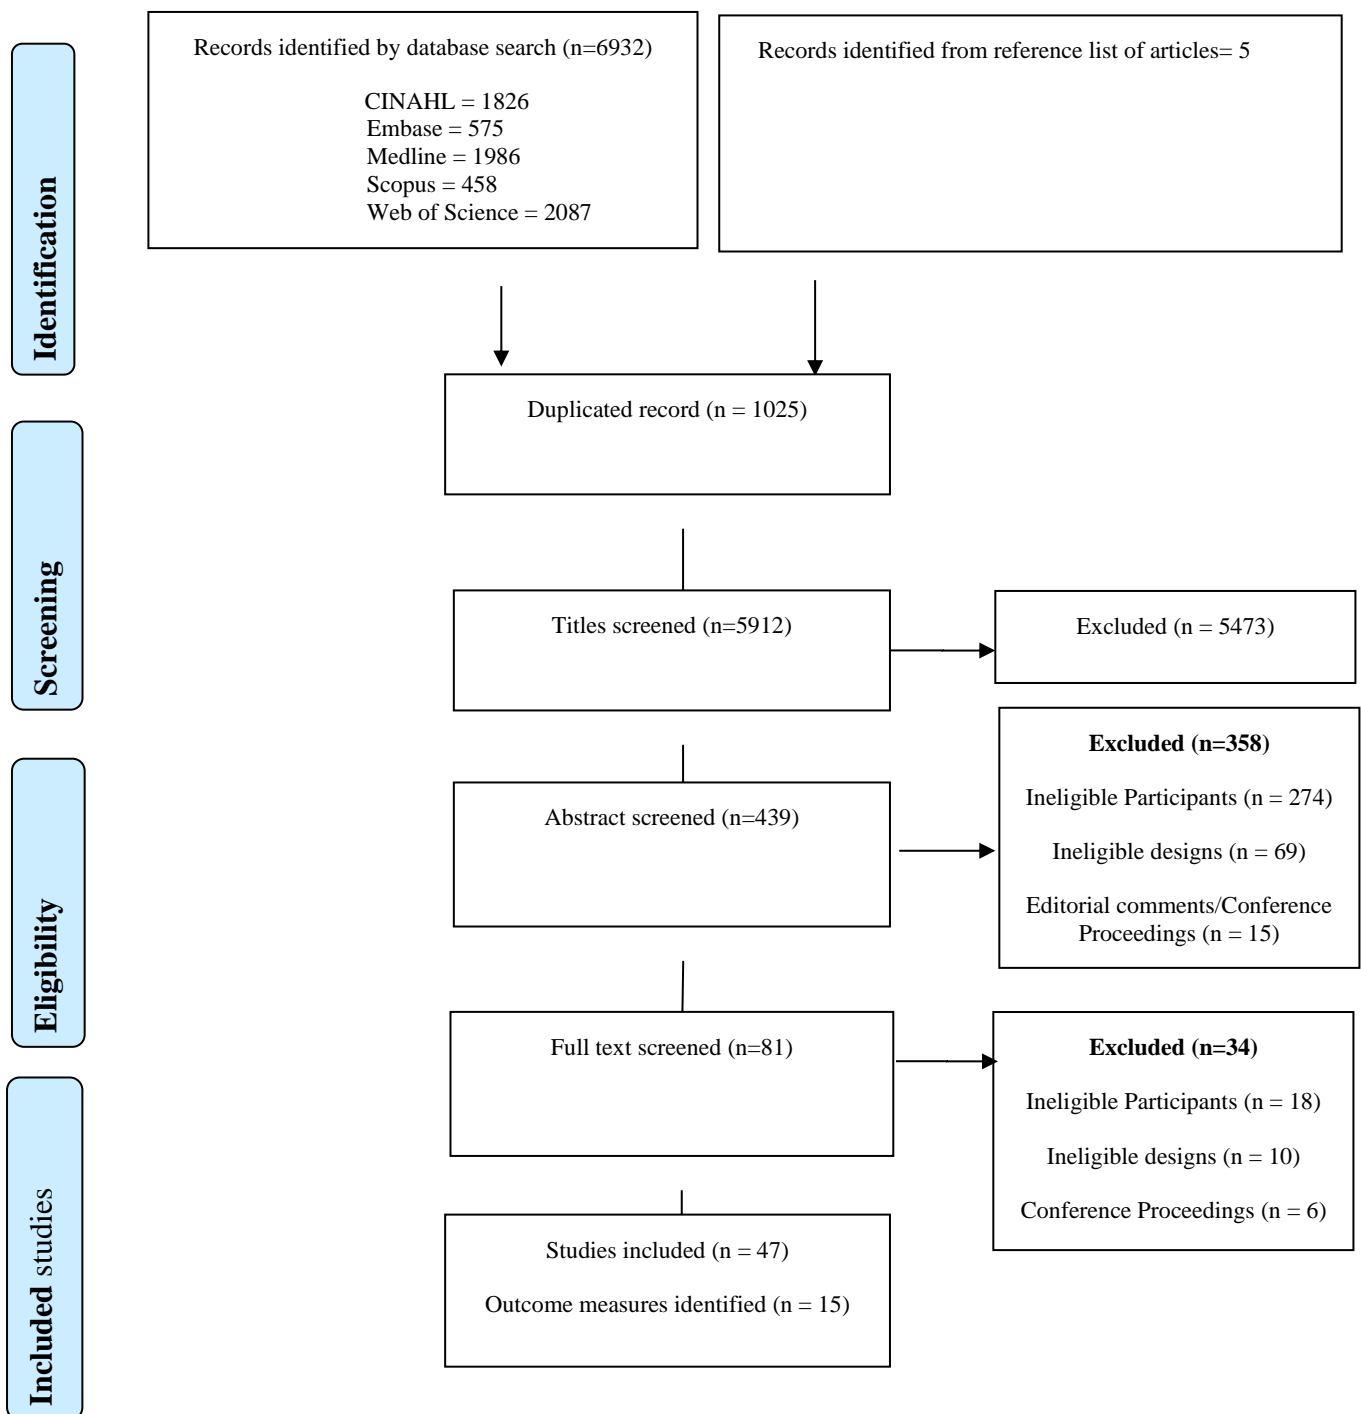 Records identified by database search (n=6932)
CINAHL = 1826
Embase = 575
Medline = 1986
Scopus = 458
Web of Science = 2087
Records identified from reference list of articles= 5
Identification
Duplicated record (n = 1025)
Screening
Titles screened (n=5912)
Excluded (n = 5473)
Abstract screened (n=439)
Excluded (n=358)
Ineligible Participants (n = 274)
Ineligible designs (n = 69)
Editorial comments/Conference
Proceedings (n = 15)
Eligibility
Full text screened (n=81)
Excluded (n=34)
Ineligible Participants (n = 18)
Ineligible designs (n = 10)
Conference Proceedings (n = 6)
Included studies
Studies included (n = 47)
Outcome measures identified (n = 15)